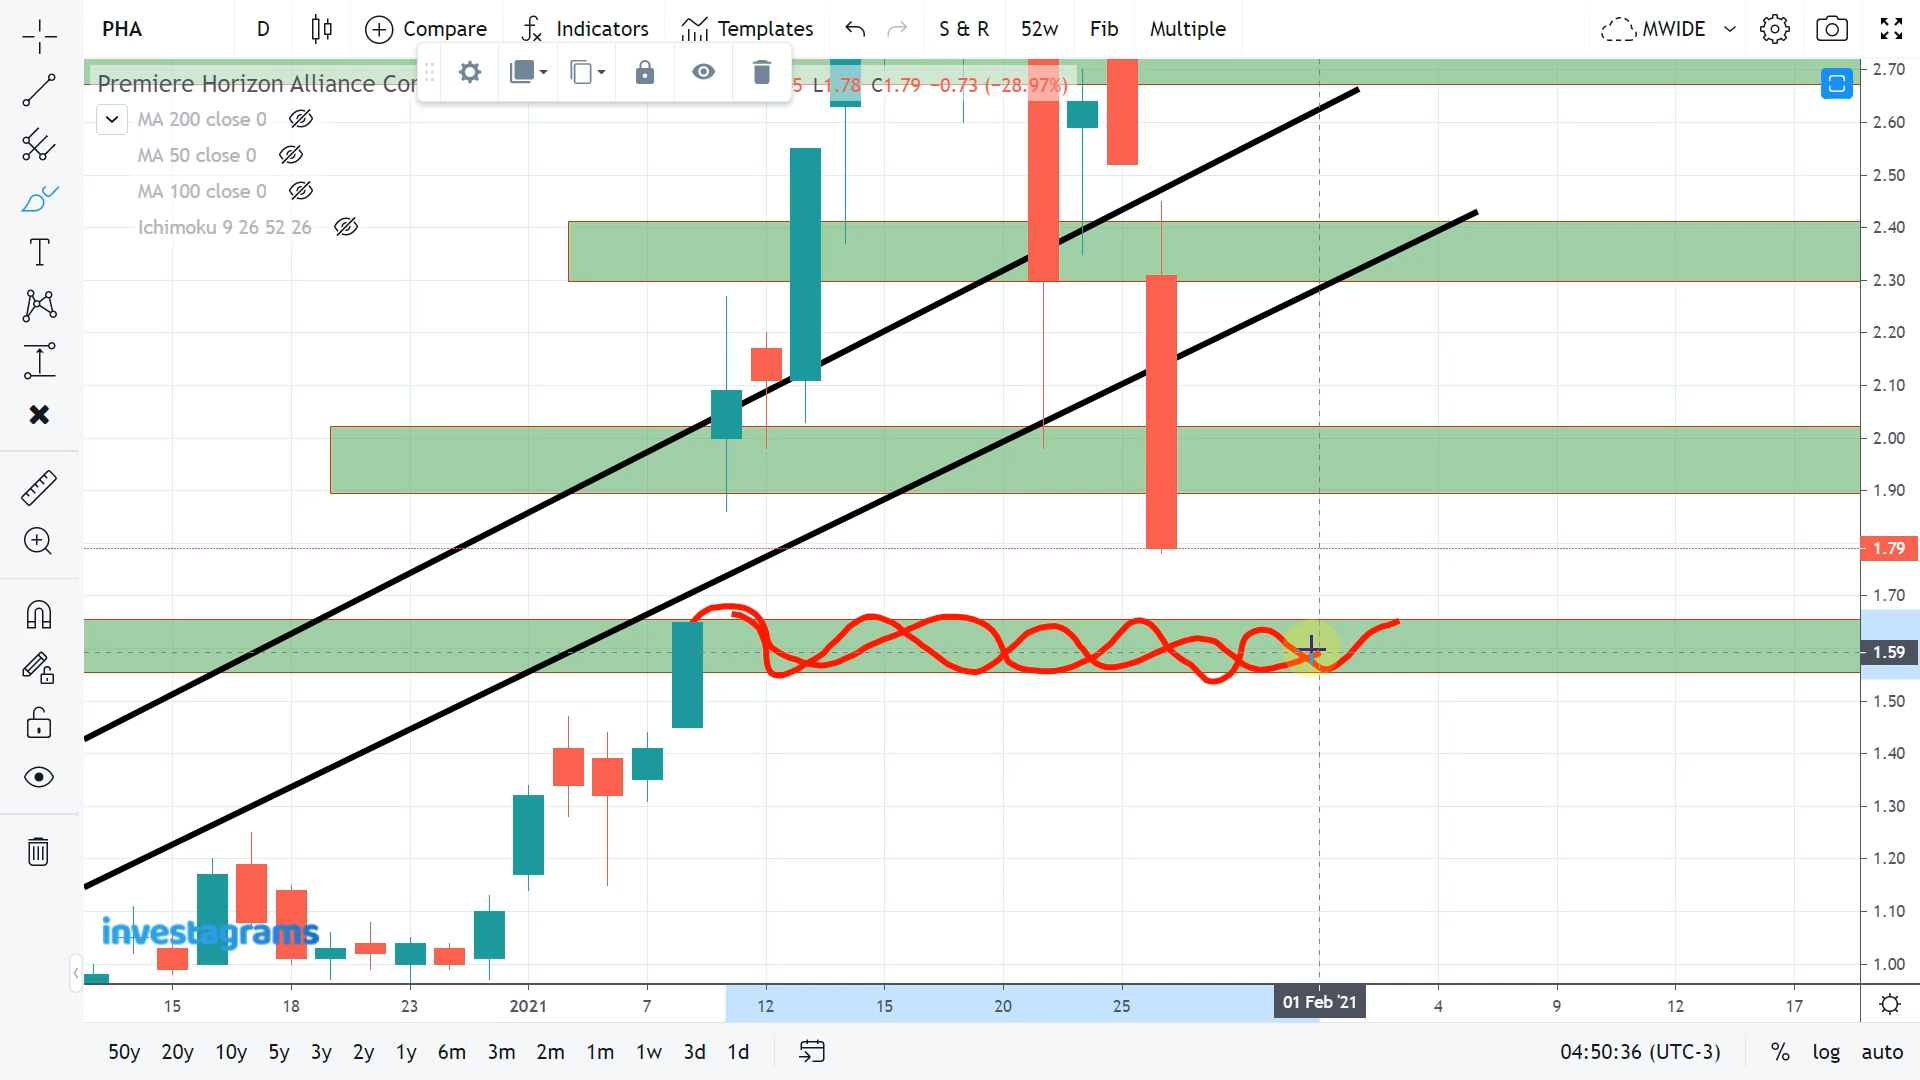 PHA D Compare Indicators Templates S & R 52w Fib Multiple MWIDE
Premiere Horizon Alliance Cor 5 L1.78 C1.79 −0.73 (−28.97%)
MA 200 close 0
MA 50 close 0
MA 100 close 0
Ichimoku 9 26 52 26
2.70
2.60
2.50
2.40
2.30
2.20
2.10
2.00
1.90
1.79
1.70
1.59
1.50
1.40
1.30
1.20
1.10
1.00
investagrams
15 18 23 2021 7 12 15 20 25 01 Feb '21 4 9 12 17
50y 20y 10y 5y 3y 2y 1y 6m 3m 2m 1m 1w 3d 1d 04:50:36 (UTC-3) % log auto